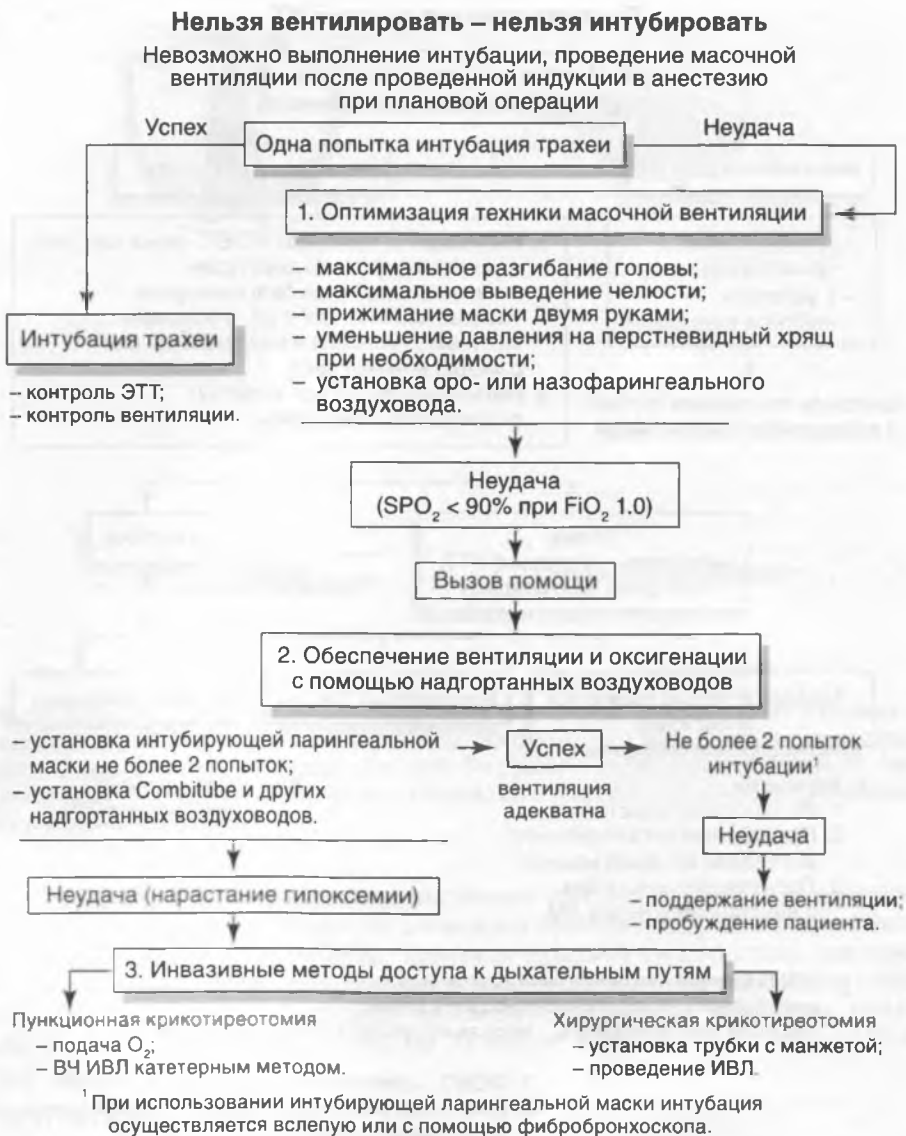 Нельзя вентилировать – нельзя интубировать
Невозможно выполнение интубации, проведение масочной
вентиляции после проведенной индукции в анестезию
при плановой операции
Успех
Неудача
Одна попытка интубация трахеи
1. Оптимизация техники масочной вентиляции
– максимальное разгибание головы;
– максимальное выведение челюсти;
– прижимание маски двумя руками;
– уменьшение давления на перстневидный хрящ
при необходимости;
– установка оро- или назофарингеального
воздуховода.
Интубация трахеи
– контроль ЭТТ;
– контроль вентиляции.
Неудача
(SPO₂ < 90% при FiO₂ 1.0)
Вызов помощи
2. Обеспечение вентиляции и оксигенации
с помощью надгортанных воздуховодов
– установка интубирующей ларингеальной
маски не более 2 попыток;
– установка Combitube и других
надгортанных воздуховодов.
Успех
вентиляция
адекватна
Не более 2 попыток
интубации¹
Неудача
– поддержание вентиляции;
– пробуждение пациента.
Неудача (нарастание гипоксемии)
3. Инвазивные методы доступа к дыхательным путям
Пункционная крикотиреотомия
– подача O₂;
– ВЧ ИВЛ катетерным методом.
Хирургическая крикотиреотомия
– установка трубки с манжетой;
– проведение ИВЛ.
¹ При использовании интубирующей ларингеальной маски интубация
осуществляется вслепую или с помощью фибробронхоскопа.